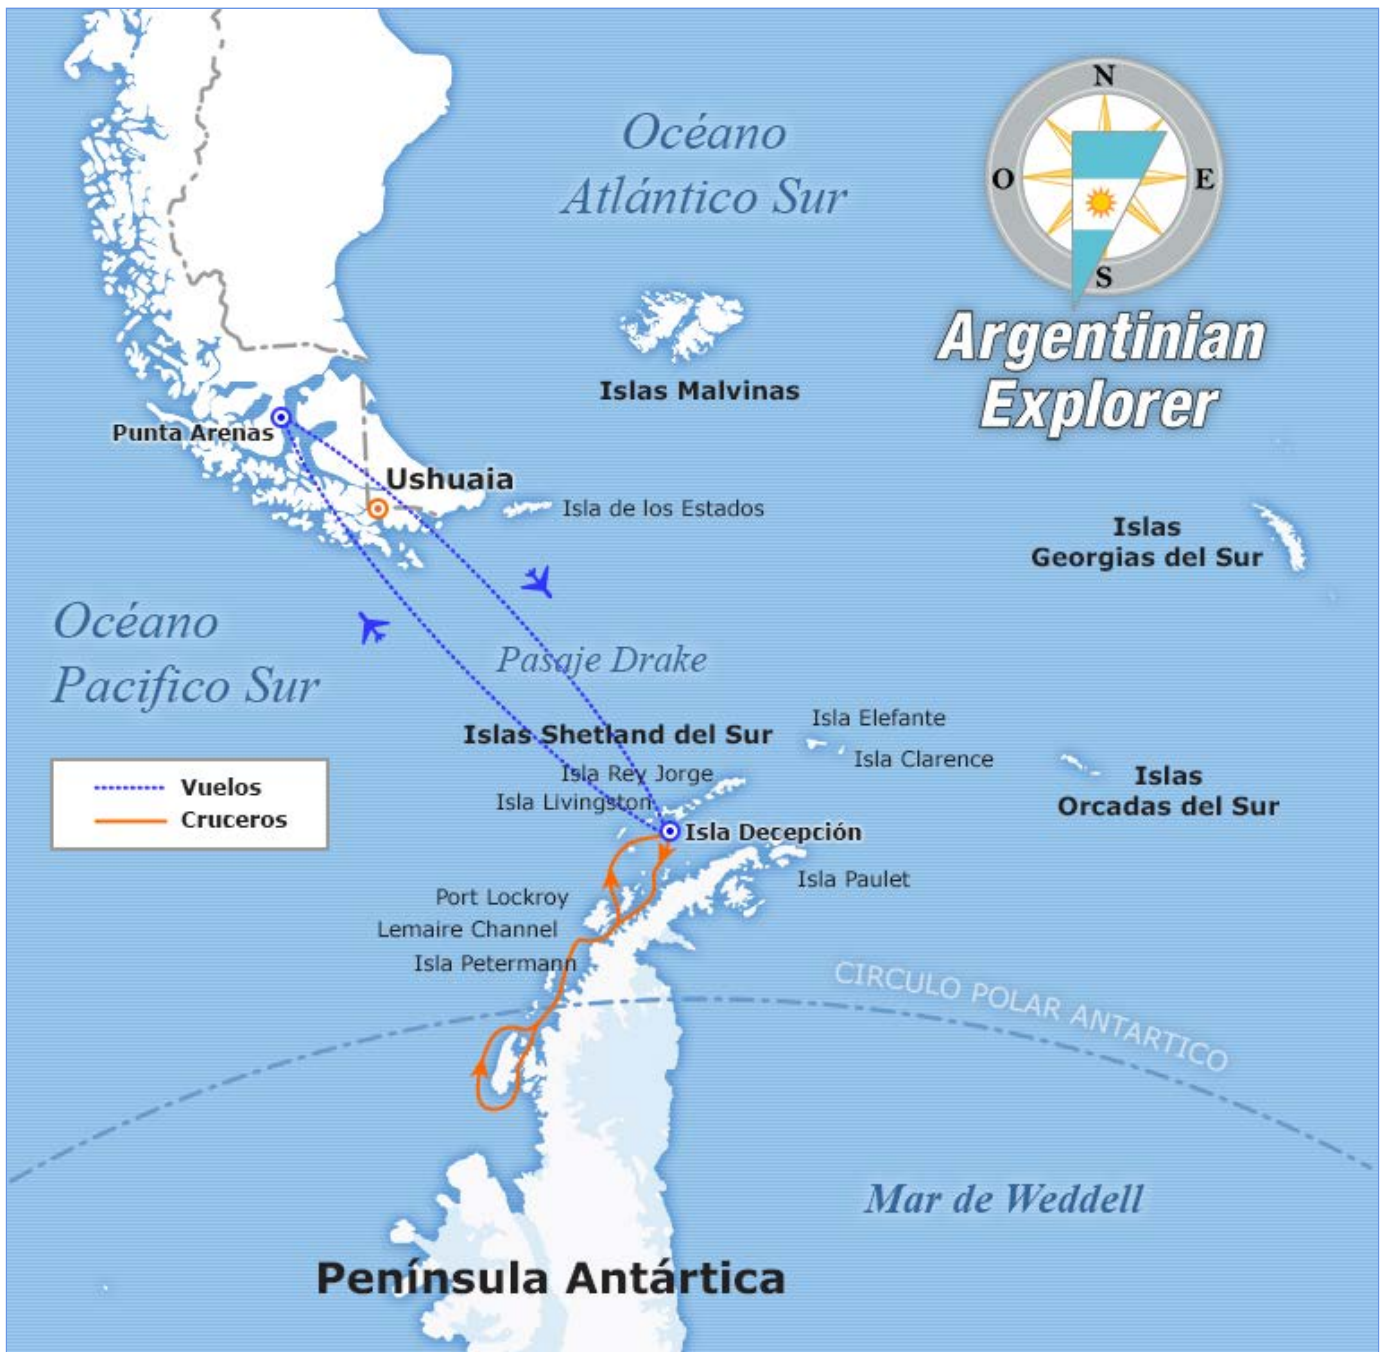 N
Océano
Atlántico Sur
O
E
S
Argentinian
Explorer
Islas Malvinas
Punta Arenas
Ushuaia
Isla de los Estados
Islas
Georgias del Sur
Océano
Pacifico Sur
Pasaje Drake
Isla Elefante
Islas Shetland del Sur
Isla Clarence
Isla Rey Jorge
Islas
Orcadas del Sur
Vuelos
Cruceros
Isla Livingston
Isla Decepción
Isla Paulet
Port Lockroy
Lemaire Channel
Isla Petermann
CIRCULO POLAR ANTARTICO
Mar de Weddell
Península Antártica